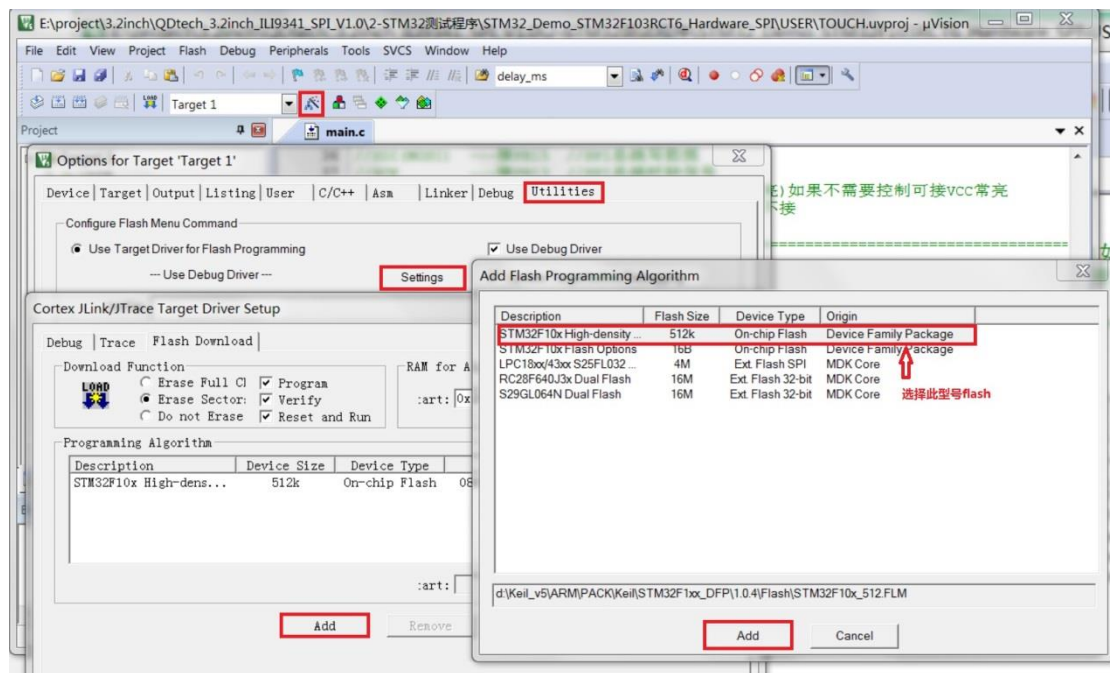 E:\project\3.2inch\QDtech_3.2inch_ILI9341_SPI_V1.0\2-STM32测试程序\STM32_Demo_STM32F103RCT6_Hardware_SPI\USER\TOUCH.uvproj - µVision
File Edit View Project Flash Debug Peripherals Tools SVCS Window Help
delay_ms
Target 1
Project
main.c
Options for Target 'Target 1'
Device Target Output Listing User C/C++ Asm Linker Debug Utilities
如果不需要控制可接VCC常亮
不接
Configure Flash Menu Command
Use Target Driver for Flash Programming
Use Debug Driver
--- Use Debug Driver ---
Settings
Add Flash Programming Algorithm
Description Flash Size Device Type Origin
STM32F10x High-density ... 512k On-chip Flash Device Family Package
STM32F10x Flash Options 16B On-chip Flash Device Family Package
LPC18xx/43xx S25FL032 ... 4M Ext. Flash SPI MDK Core
RC28F640J3x Dual Flash 16M Ext. Flash 32-bit MDK Core
S29GL064N Dual Flash 16M Ext. Flash 32-bit MDK Core
选择此型号flash
d:\Keil_v5\ARM\PACK\Keil\STM32F1xx_DFP\1.0.4\Flash\STM32F10x_512.FLM
Add Cancel
Cortex JLink/JTrace Target Driver Setup
Debug Trace Flash Download
Download Function
RAM for A
LOAD
Erase Full Cl
Program
Erase Sector:
Verify
:art: 0x
Do not Erase
Reset and Run
Programming Algorithm
Description Device Size Device Type
STM32F10x High-dens... 512k On-chip Flash 08
:art:
Add Remove